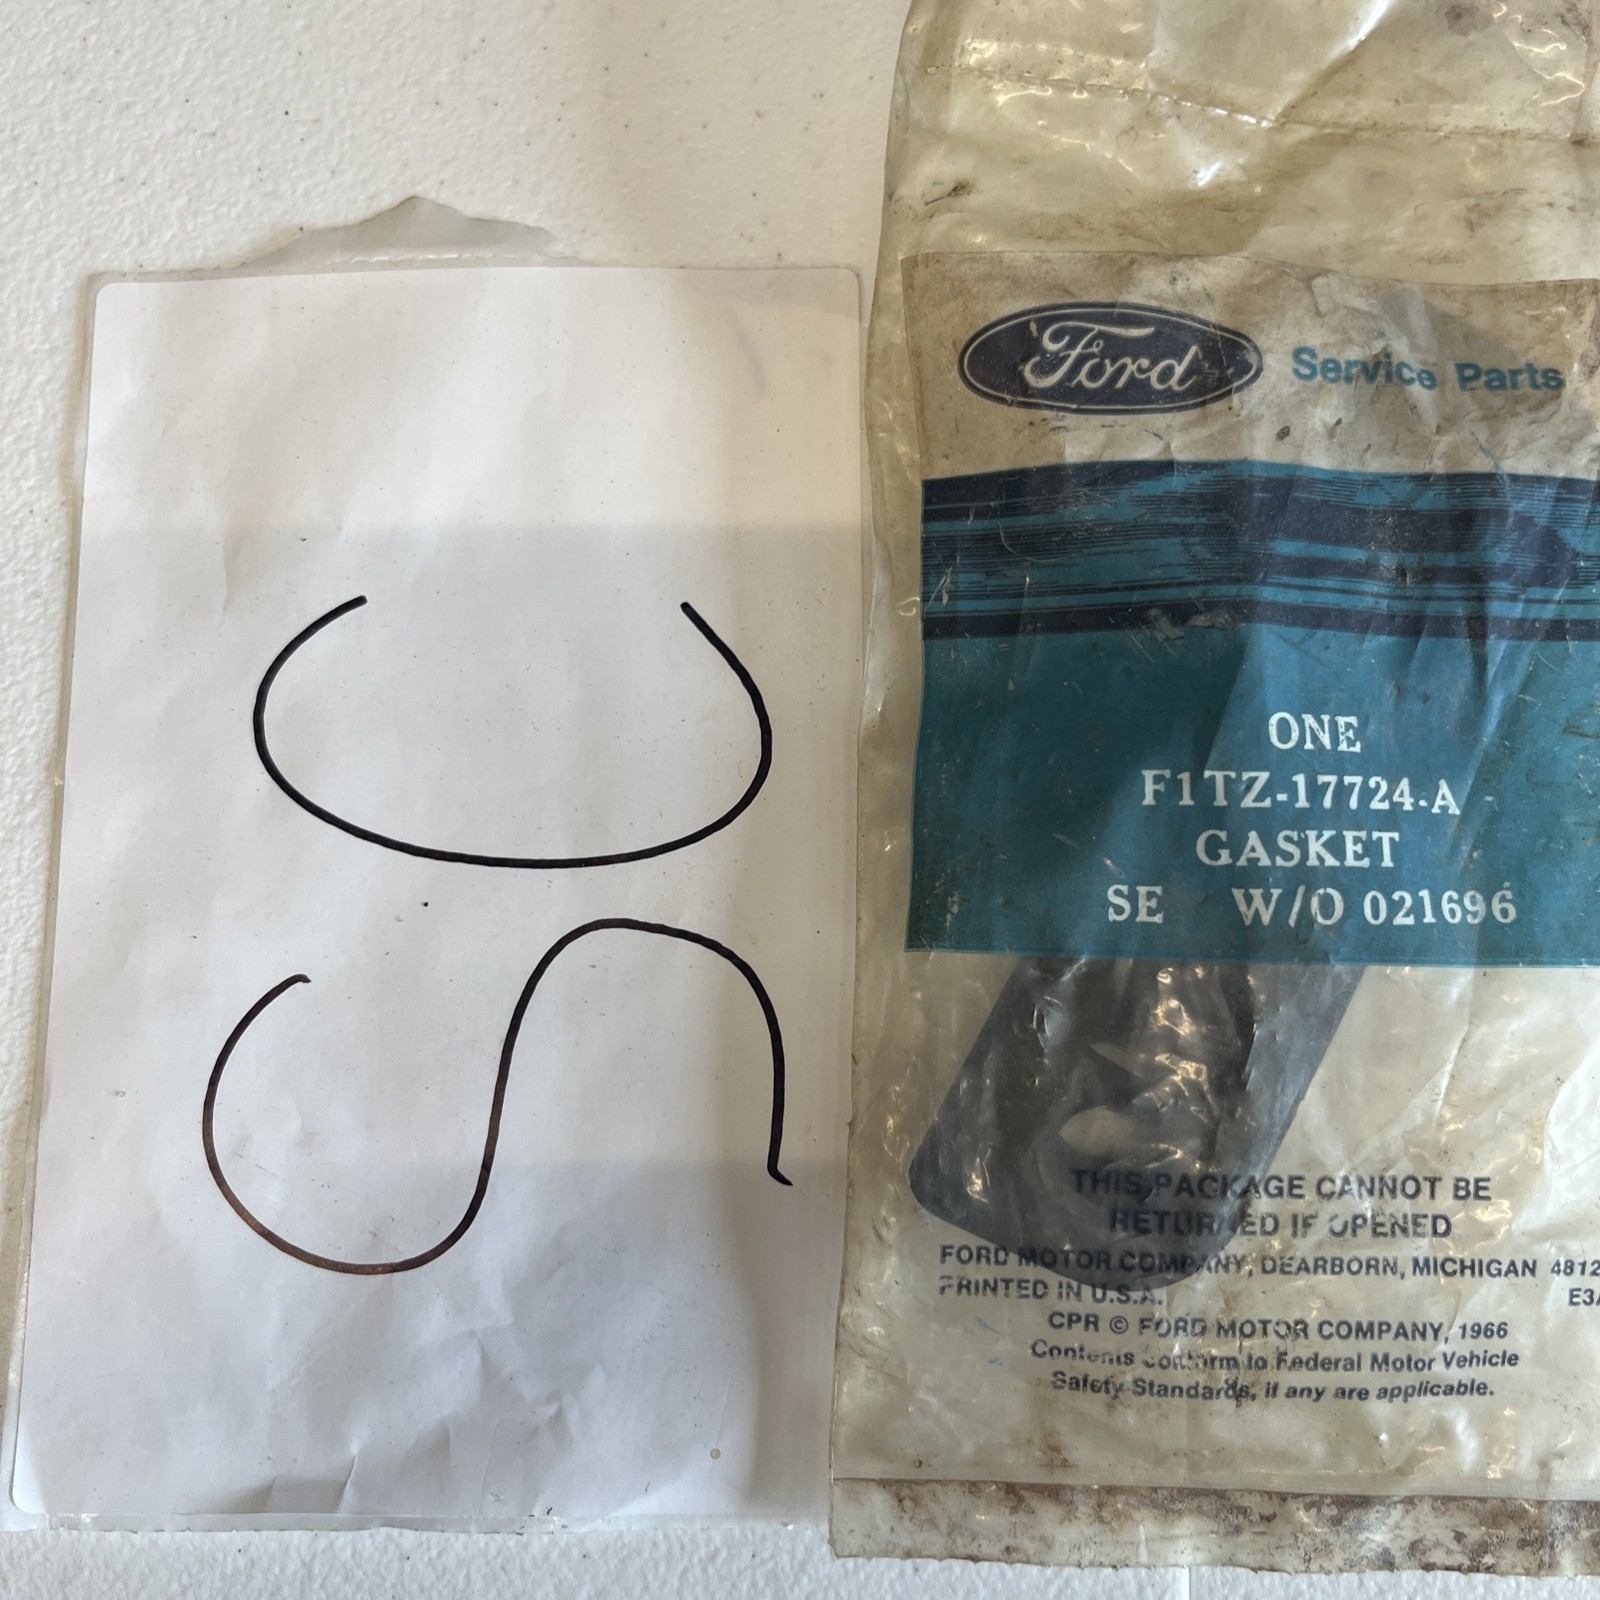 Ford Service Parts
ONE
F1TZ-17724-A
GASKET
SE W/O 021696
THIS PACKAGE CANNOT BE
RETURNED IF OPENED
FORD MOTOR COMPANY, DEARBORN, MICHIGAN 4812
PRINTED IN U.S.A. E3A
CPR © FORD MOTOR COMPANY, 1966
Contents conform to Federal Motor Vehicle
Safety Standards, if any are applicable.